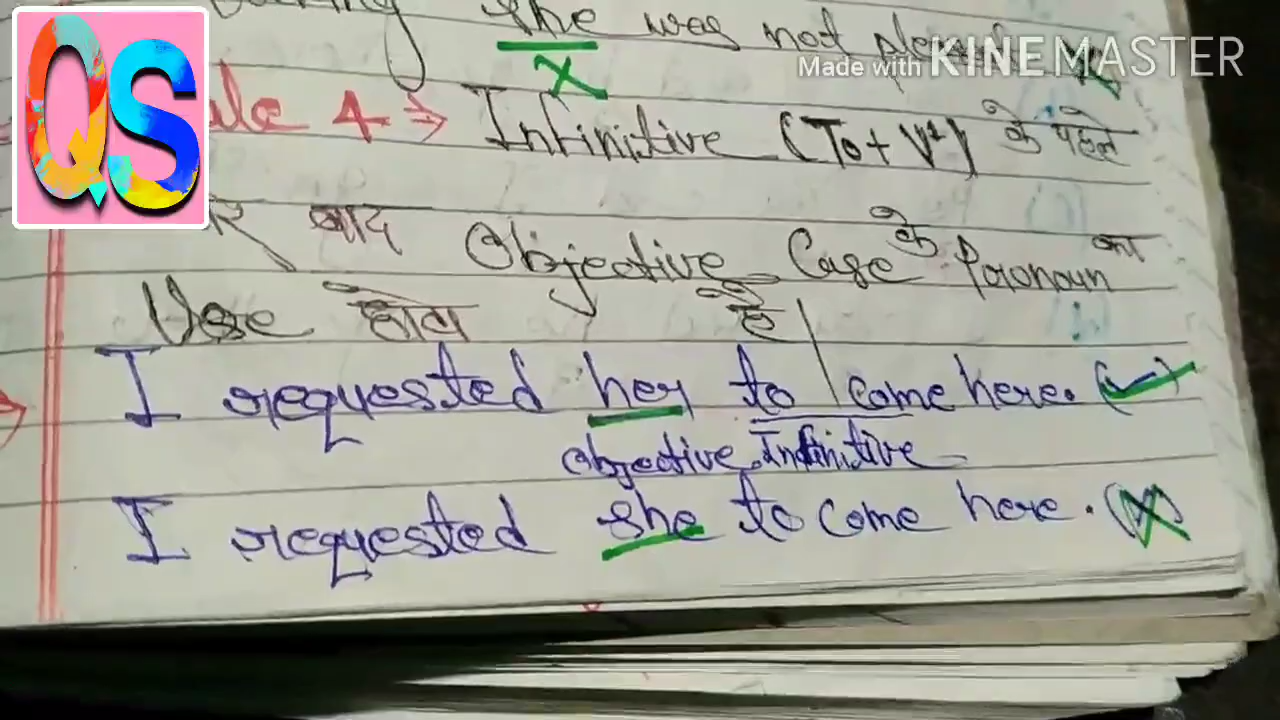 she was not
X
Made with KINEMASTER
QS
Rule 4 → Infinitive (To + V¹) के पहले
और बाद Objective Case के Pronoun का
Use होता है
I requested her to come here. (✓)
Objective Infinitive
I requested she to come here. (X)